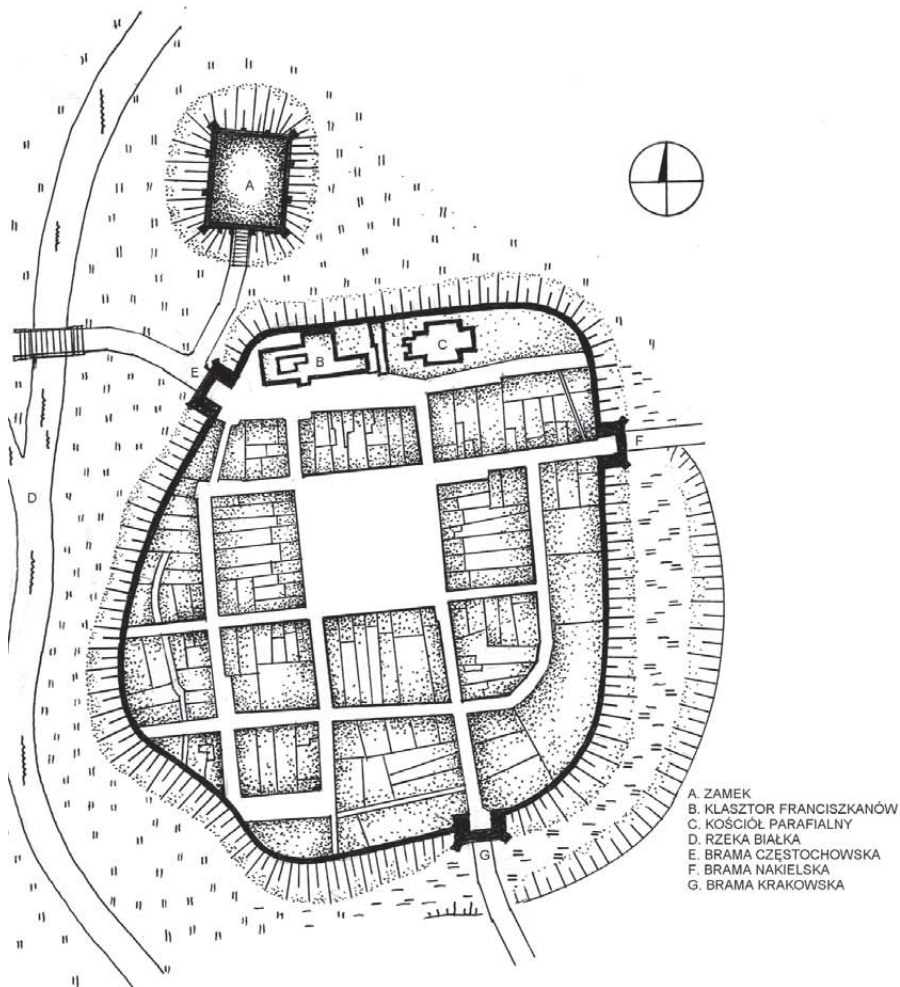 A
B
C
E
F
D
G
A. ZAMEK
B. KLASZTOR FRANCISZKANÓW
C. KOŚCIÓŁ PARAFIALNY
D. RZEKA BIAŁKA
E. BRAMA CZĘSTOCHOWSKA
F. BRAMA NAKIELSKA
G. BRAMA KRAKOWSKA